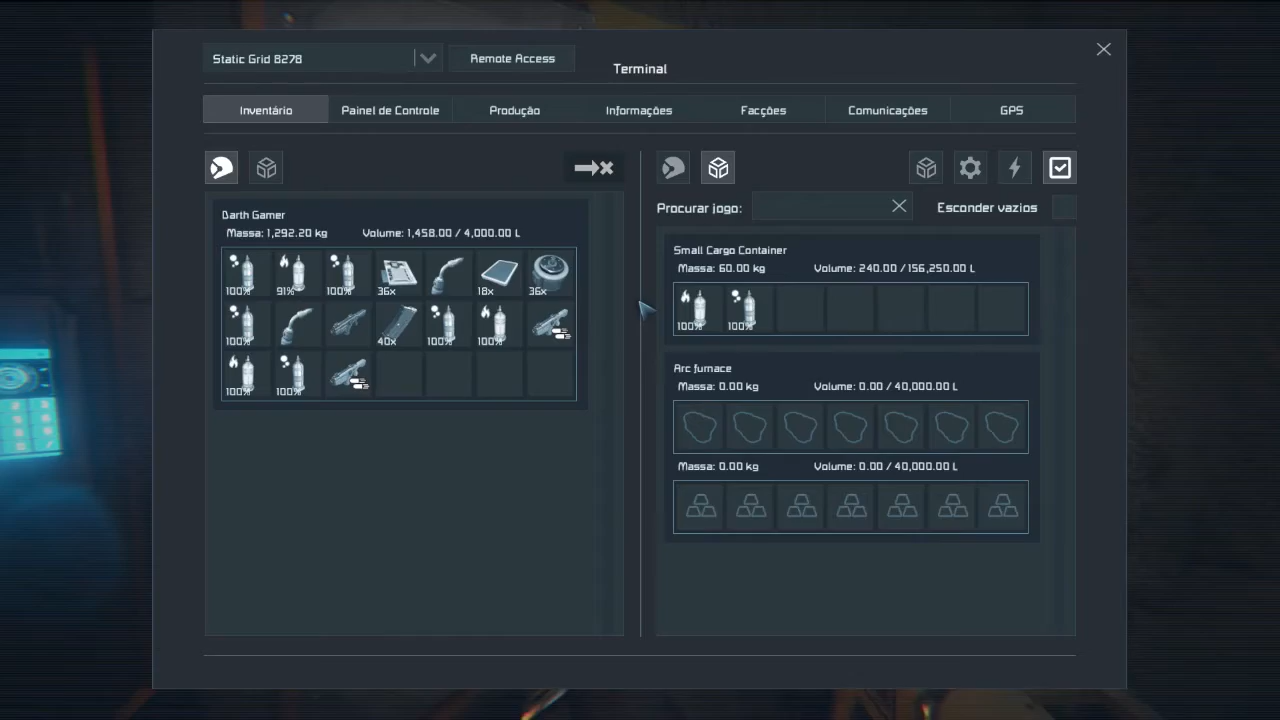 Static Grid 8278
Remote Access
Terminal
Inventário
Painel de Controle
Produção
Informações
Facções
Comunicações
GPS
Procurar jogo:
Esconder vazios
Darth Gamer
Massa: 1,292.20 kg
Volume: 1,458.00 / 4,000.00 L
100%
91%
100%
36x
18x
36x
100%
40x
100%
100%
100%
100%
Small Cargo Container
Massa: 60.00 kg
Volume: 240.00 / 156,250.00 L
100%
100%
Arc furnace
Massa: 0.00 kg
Volume: 0.00 / 40,000.00 L
Massa: 0.00 kg
Volume: 0.00 / 40,000.00 L